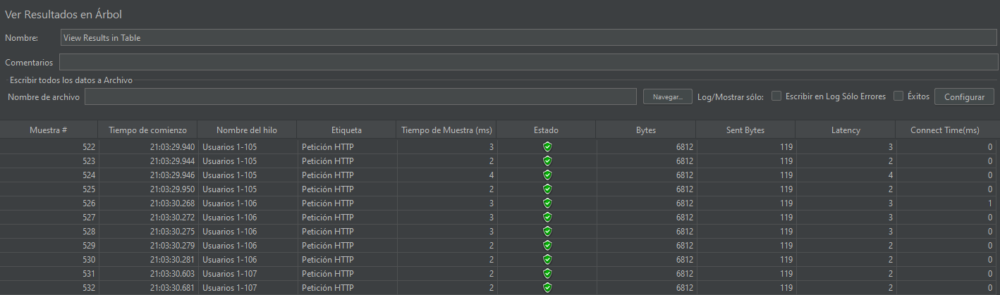 Ver Resultados en Árbol
Nombre: View Results in Table
Comentarios
Escribir todos los datos a Archivo
Nombre de archivo Navegar... Log/Mostrar sólo: Escribir en Log Sólo Errores Éxitos Configurar
Muestra # Tiempo de comienzo Nombre del hilo Etiqueta Tiempo de Muestra (ms) Estado Bytes Sent Bytes Latency Connect Time(ms)
522 21:03:29.940 Usuarios 1-105 Petición HTTP 3 6812 119 3 0
523 21:03:29.944 Usuarios 1-105 Petición HTTP 2 6812 119 2 0
524 21:03:29.946 Usuarios 1-105 Petición HTTP 4 6812 119 4 0
525 21:03:29.950 Usuarios 1-105 Petición HTTP 2 6812 119 2 0
526 21:03:30.268 Usuarios 1-106 Petición HTTP 3 6812 119 3 1
527 21:03:30.272 Usuarios 1-106 Petición HTTP 3 6812 119 3 0
528 21:03:30.275 Usuarios 1-106 Petición HTTP 3 6812 119 3 0
529 21:03:30.279 Usuarios 1-106 Petición HTTP 2 6812 119 2 0
530 21:03:30.281 Usuarios 1-106 Petición HTTP 2 6812 119 2 0
531 21:03:30.603 Usuarios 1-107 Petición HTTP 2 6812 119 2 0
532 21:03:30.681 Usuarios 1-107 Petición HTTP 2 6812 119 2 0